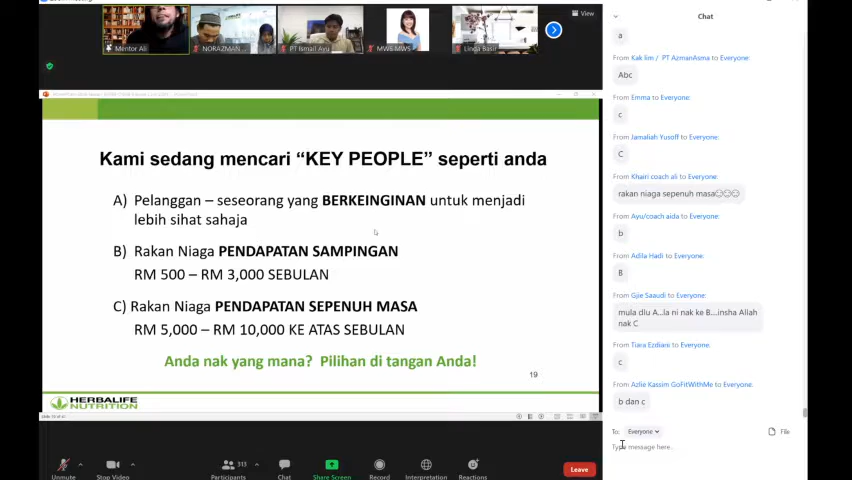 View
Mentor Ali
NORAZMAN
PT Ismail Ayu
MWB MWS
Linda Basir
Kami sedang mencari “KEY PEOPLE” seperti anda
A) Pelanggan – seseorang yang BERKEINGINAN untuk menjadi
lebih sihat sahaja
B) Rakan Niaga PENDAPATAN SAMPINGAN
RM 500 – RM 3,000 SEBULAN
C) Rakan Niaga PENDAPATAN SEPENUH MASA
RM 5,000 – RM 10,000 KE ATAS SEBULAN
Anda nak yang mana? Pilihan di tangan Anda!
19
HERBALIFE
NUTRITION
Unmute
Stop Video
313
Participants
Chat
Share Screen
Record
Interpretation
Reactions
Leave
Chat
a
From Kak lim / PT AzmanAsma to Everyone:
Abc
From Emma to Everyone:
c
From Jamaliah Yusoff to Everyone:
C
From Khairi coach ali to Everyone:
rakan niaga sepenuh masa😊😊😊
From Ayu/coach aida to Everyone:
b
From Adila Hadi to Everyone:
B
From Gjie Saaudi to Everyone:
mula dlu A...la ni nak ke B....insha Allah
nak C
From Tiara Ezdiani to Everyone:
c
From Azlie Kassim GoFitWithMe to Everyone:
b dan c
To: Everyone
File
Type message here..